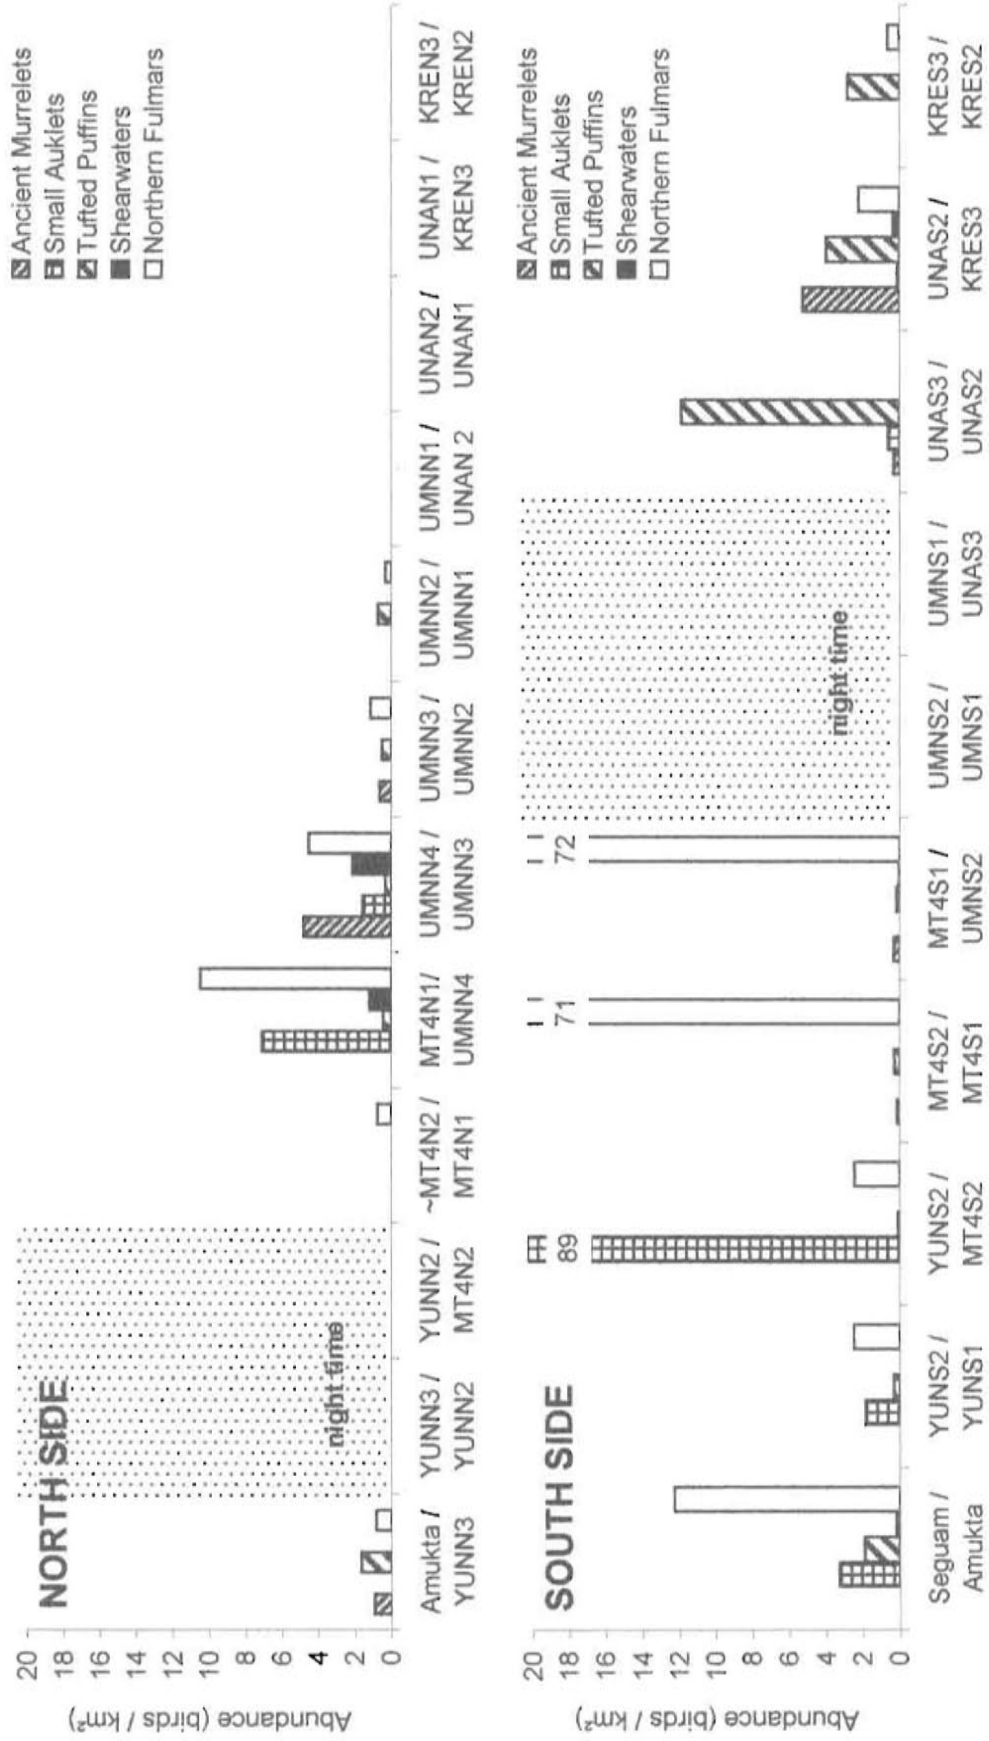 NORTH SIDE
Ancient Murrelets
Small Auklets
Tufted Puffins
Shearwaters
Northern Fulmars
Abundance (birds / km²)
20
18
16
14
12
10
8
6
4
2
0
night time
Amukta / YUNN3 / YUNN2 / ~MT4N2 / MT4N1/ UMNN4 / UMNN3 / UMNN2 / UMNN1 / UNAN2 / UNAN1 / KREN3 /
YUNN3 YUNN2 MT4N2 MT4N1 UMNN4 UMNN3 UMNN2 UMNN1 UNAN 2 UNAN1 KREN3 KREN2
SOUTH SIDE
Ancient Murrelets
Small Auklets
Tufted Puffins
Shearwaters
Northern Fulmars
Abundance (birds / km²)
20
18
16
14
12
10
8
6
4
2
0
89
71
72
night time
Seguam / YUNS2 / YUNS2 / MT4S2 / MT4S1 / UMNS2 / UMNS1 / UNAS3 / UNAS2 / KRES3 /
Amukta YUNS1 MT4S2 MT4S1 UMNS2 UMNS1 UNAS3 UNAS2 KRES3 KRES2